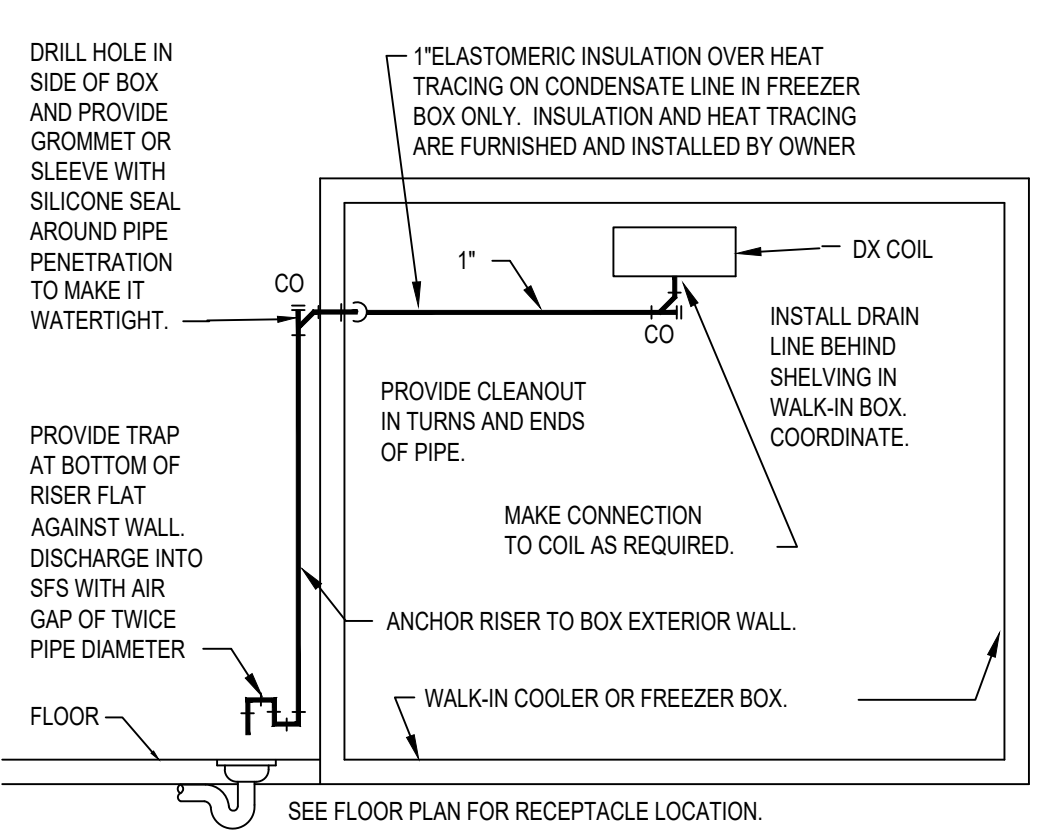 DRILL HOLE IN
SIDE OF BOX
AND PROVIDE
GROMMET OR
SLEEVE WITH
SILICONE SEAL
AROUND PIPE
PENETRATION
TO MAKE IT
WATERTIGHT.
1"ELASTOMERIC INSULATION OVER HEAT
TRACING ON CONDENSATE LINE IN FREEZER
BOX ONLY. INSULATION AND HEAT TRACING
ARE FURNISHED AND INSTALLED BY OWNER
CO
1"
DX COIL
CO
INSTALL DRAIN
LINE BEHIND
SHELVING IN
WALK-IN BOX.
COORDINATE.
PROVIDE CLEANOUT
IN TURNS AND ENDS
OF PIPE.
PROVIDE TRAP
AT BOTTOM OF
RISER FLAT
AGAINST WALL.
DISCHARGE INTO
SFS WITH AIR
GAP OF TWICE
PIPE DIAMETER
MAKE CONNECTION
TO COIL AS REQUIRED.
ANCHOR RISER TO BOX EXTERIOR WALL.
WALK-IN COOLER OR FREEZER BOX.
FLOOR
SEE FLOOR PLAN FOR RECEPTACLE LOCATION.